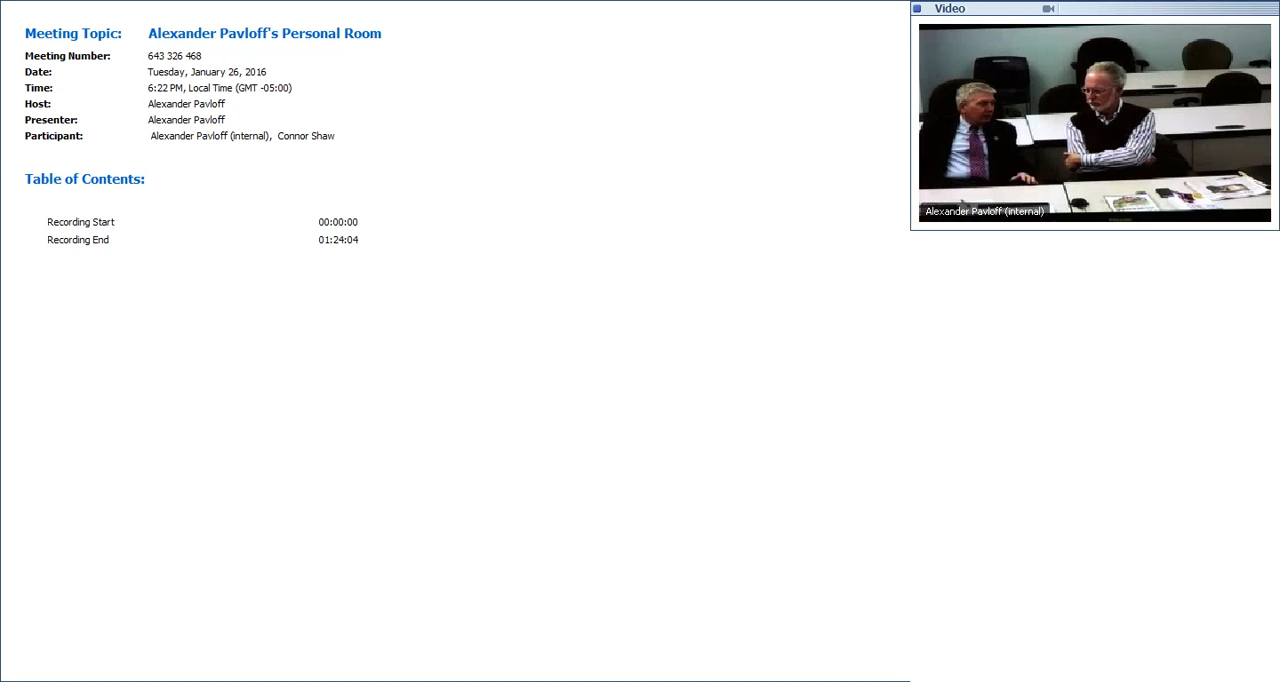 Meeting Topic: Alexander Pavloff's Personal Room
Meeting Number: 643 326 468
Date: Tuesday, January 26, 2016
Time: 6:22 PM, Local Time (GMT -05:00)
Host: Alexander Pavloff
Presenter: Alexander Pavloff
Participant: Alexander Pavloff (internal), Connor Shaw
Table of Contents:
Recording Start 00:00:00
Recording End 01:24:04
Video
Alexander Pavloff (internal)